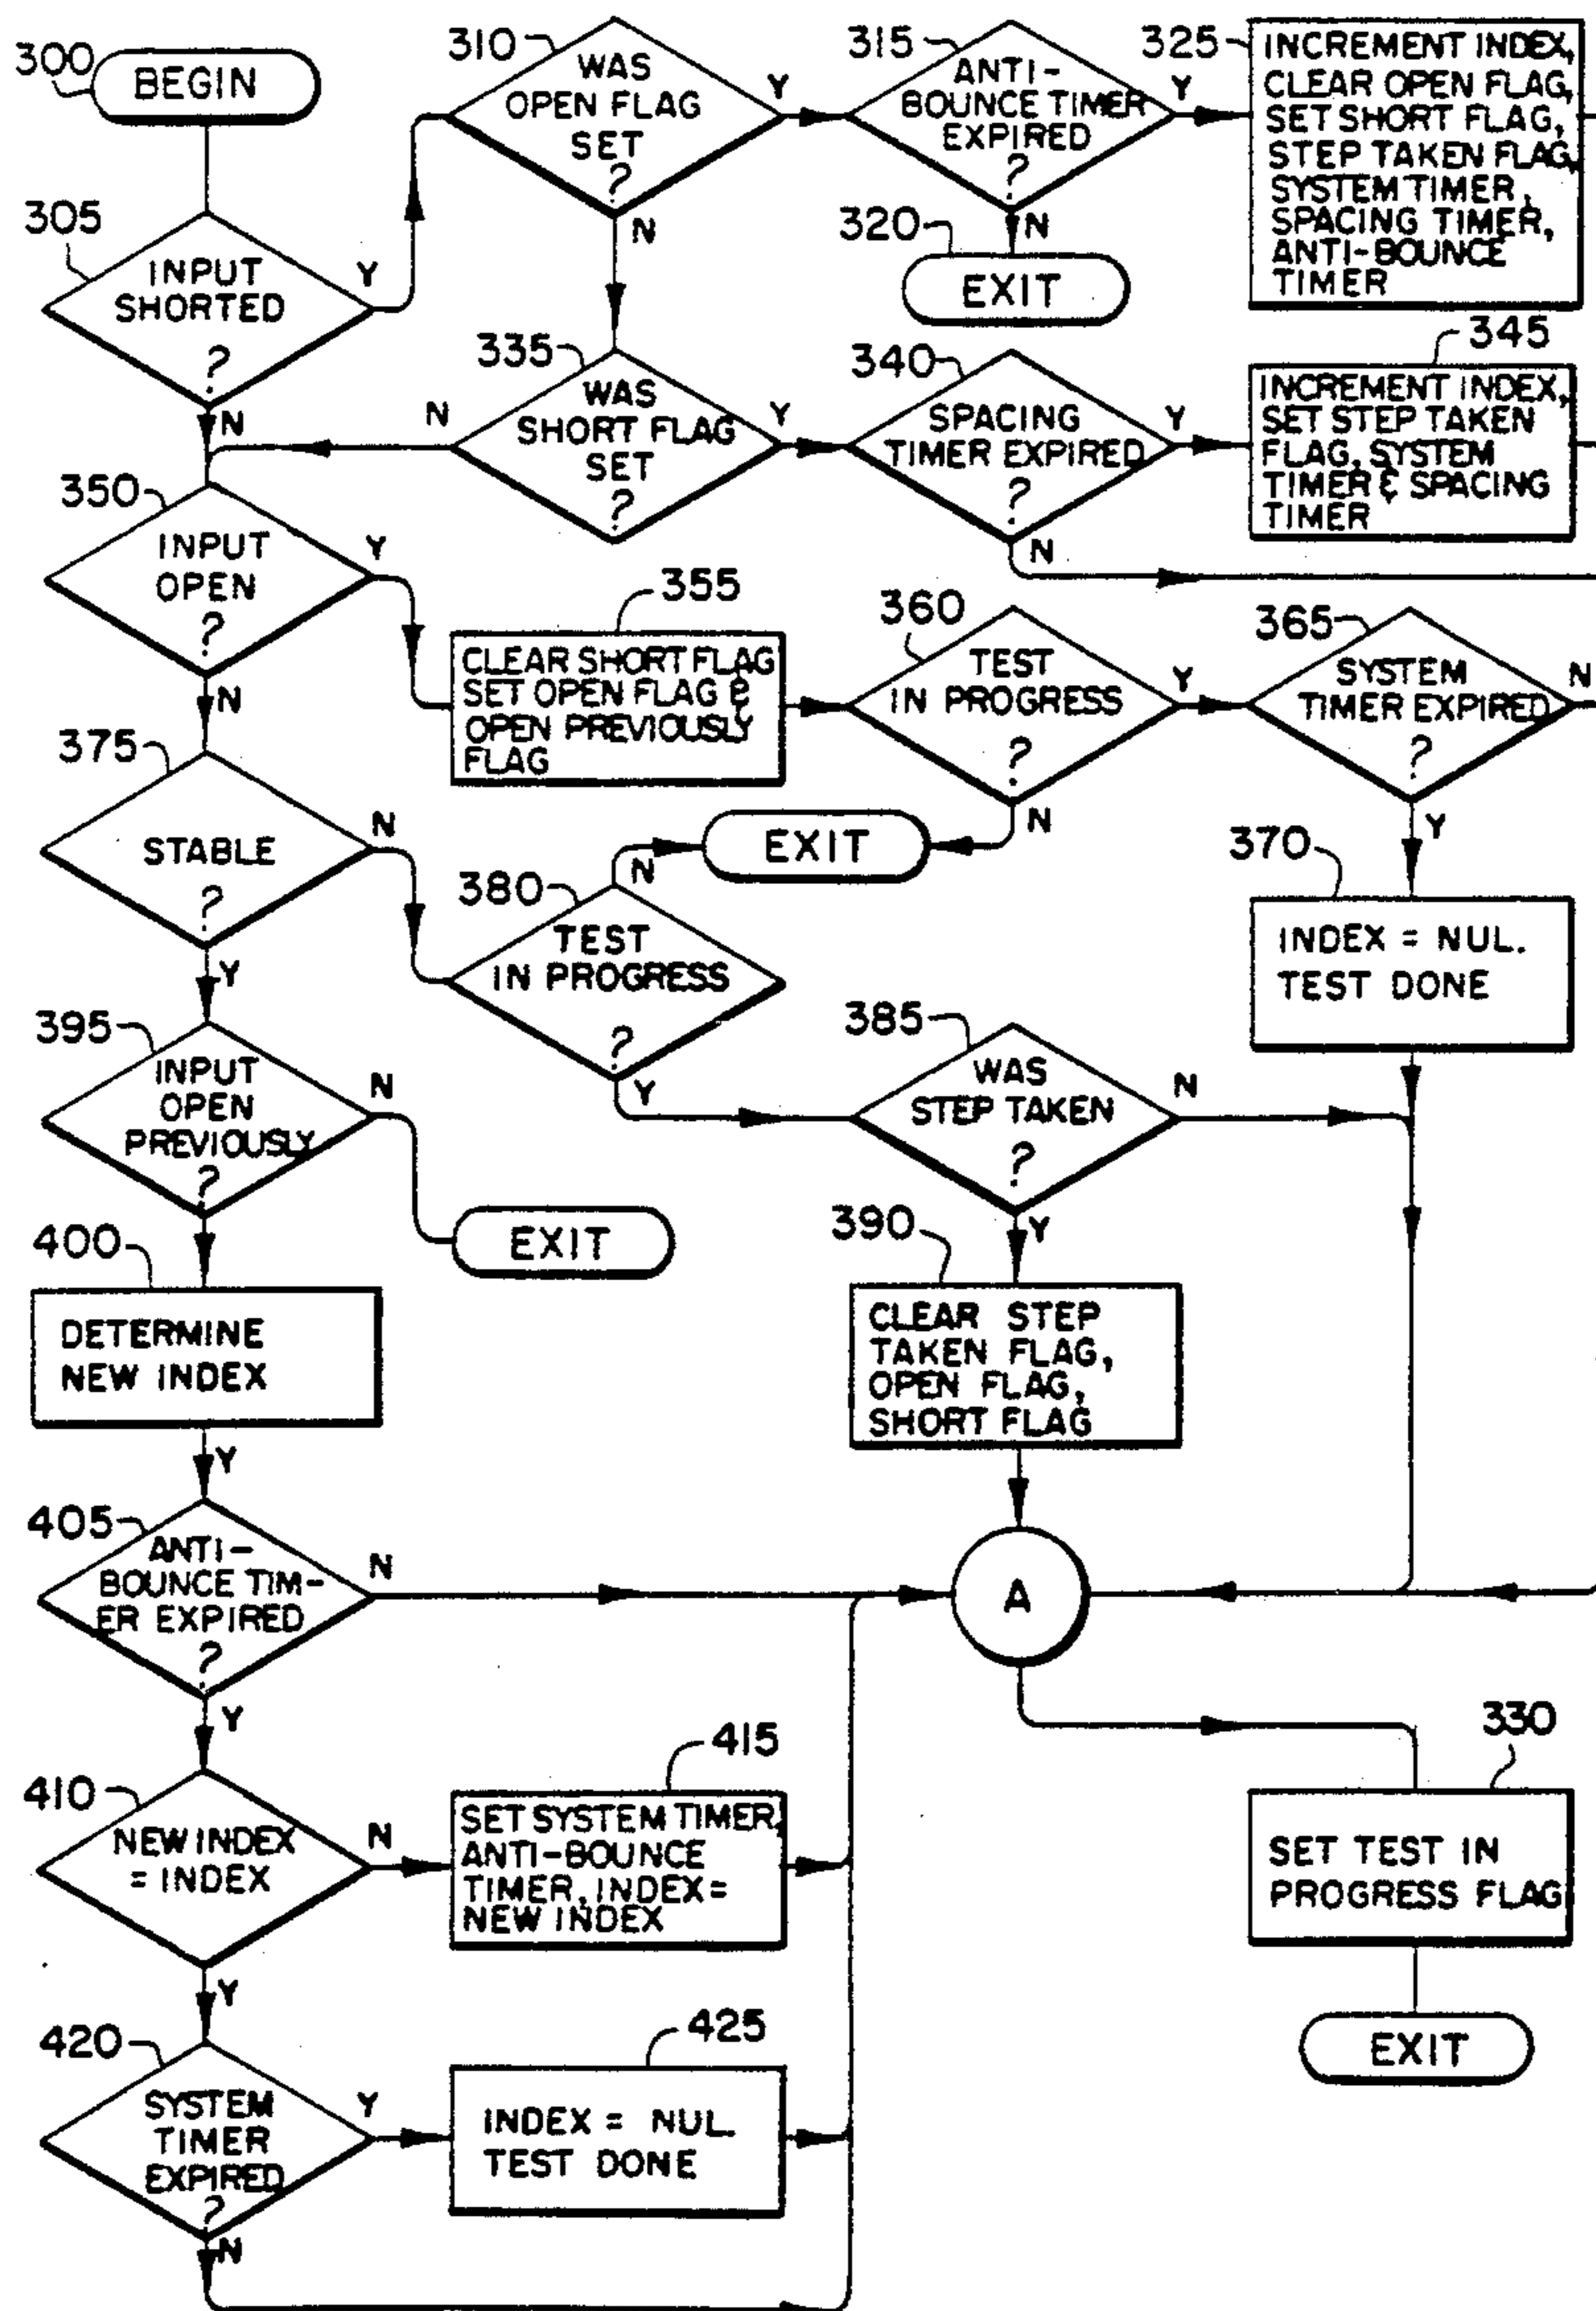 300
BEGIN
305
INPUT
SHORTED
?
Y
N
310
WAS
OPEN FLAG
SET
?
Y
N
315
ANTI-
BOUNCE TIMER
EXPIRED
?
Y
N
320
EXIT
325
INCREMENT INDEX,
CLEAR OPEN FLAG,
SET SHORT FLAG,
STEP TAKEN FLAG,
SYSTEM TIMER,
SPACING TIMER,
ANTI-BOUNCE
TIMER
335
WAS
SHORT FLAG
SET
?
N
Y
340
SPACING
TIMER EXPIRED
?
Y
N
345
INCREMENT INDEX,
SET STEP TAKEN
FLAG, SYSTEM
TIMER & SPACING
TIMER
350
INPUT
OPEN
?
Y
N
355
CLEAR SHORT FLAG
SET OPEN FLAG &
OPEN PREVIOUSLY
FLAG
360
TEST
IN PROGRESS
?
Y
N
365
SYSTEM
TIMER EXPIRED
?
N
Y
370
INDEX = NUL.
TEST DONE
375
STABLE
?
N
Y
EXIT
380
TEST
IN PROGRESS
?
N
Y
385
WAS
STEP TAKEN
?
N
Y
390
CLEAR STEP
TAKEN FLAG,
OPEN FLAG,
SHORT FLAG
395
INPUT
OPEN
PREVIOUSLY
?
N
EXIT
400
DETERMINE
NEW INDEX
Y
405
ANTI-
BOUNCE TIM-
ER EXPIRED
?
N
Y
A
410
NEW INDEX
= INDEX
N
Y
415
SET SYSTEM TIMER,
ANTI-BOUNCE
TIMER, INDEX =
NEW INDEX
420
SYSTEM
TIMER
EXPIRED
?
Y
N
425
INDEX = NUL
TEST DONE
330
SET TEST IN
PROGRESS FLAG
EXIT